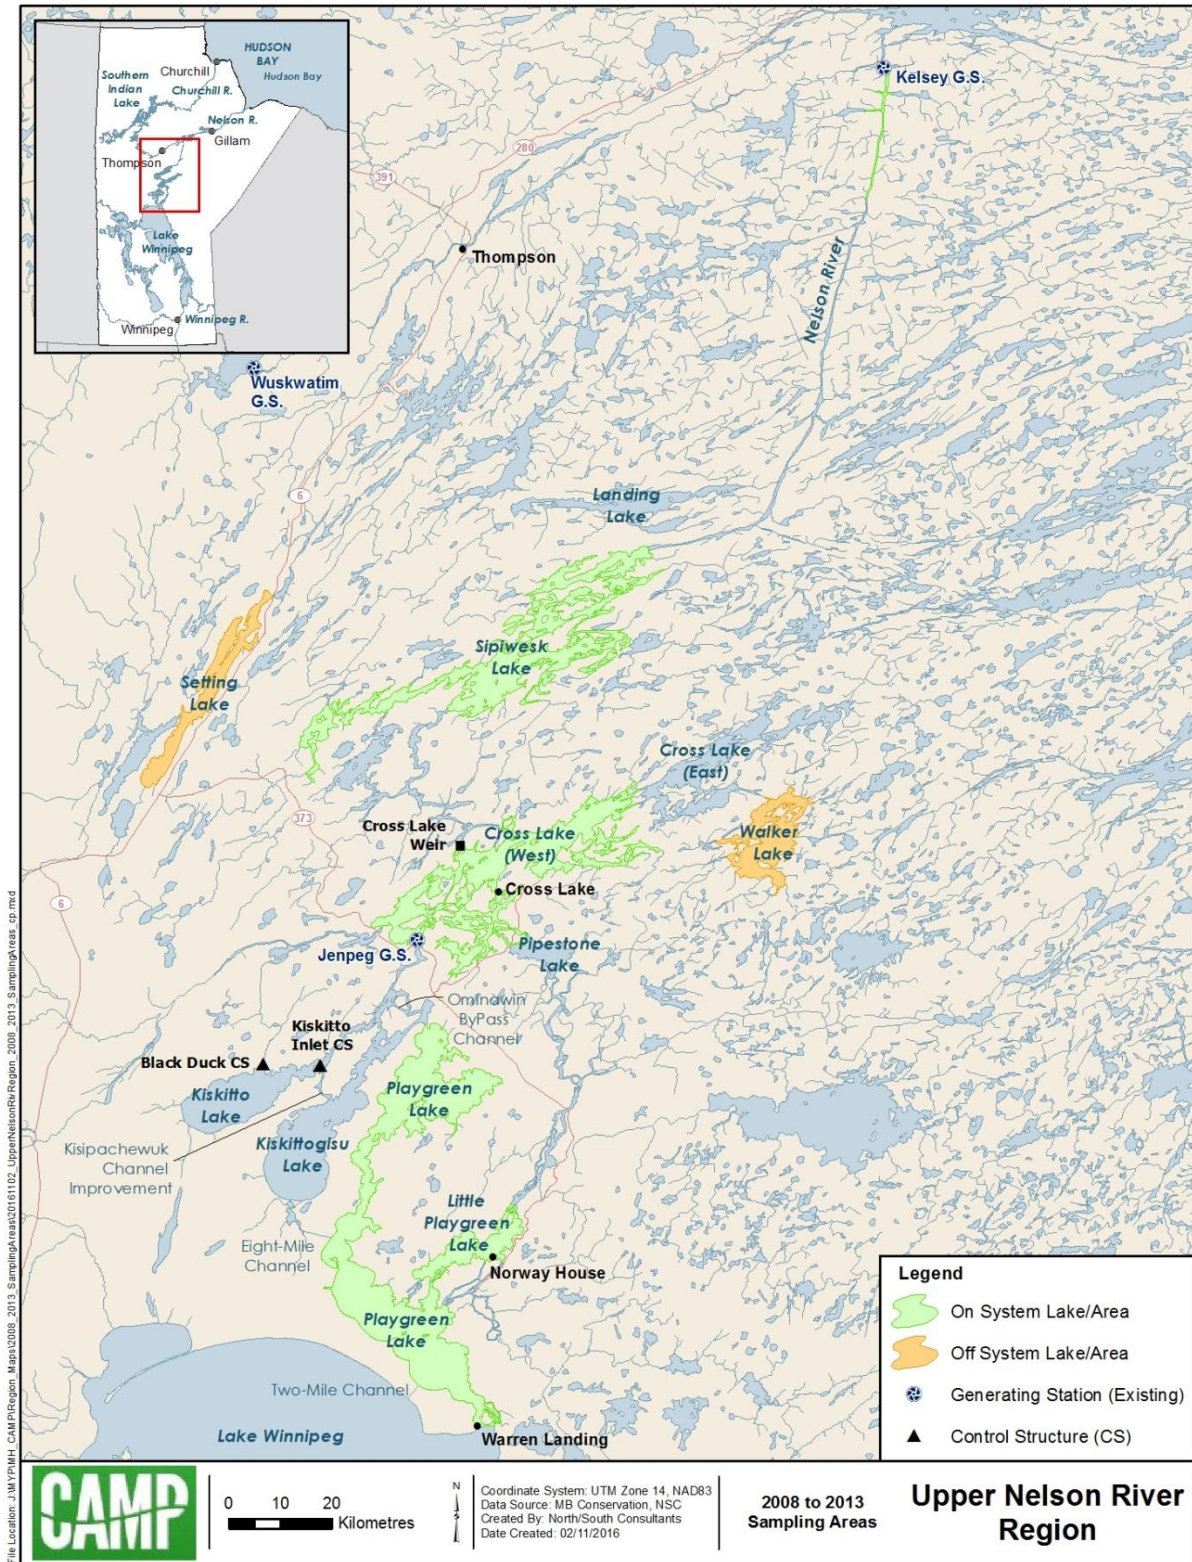 HUDSON
BAY
Hudson Bay
Churchill
Southern
Indian
Lake
Churchill R.
Nelson R.
Gillam
Thompson
Lake
Winnipeg
Winnipeg R.
Winnipeg
Kelsey G.S.
280
391
Thompson
Nelson River
Wuskwatim
G.S.
6
Landing
Lake
Sipiwesk
Lake
Setting
Lake
Cross Lake
(East)
373
Cross Lake
Weir
Cross Lake
(West)
Walker
Lake
Cross Lake
6
Jenpeg G.S.
Pipestone
Lake
Ominawin
ByPass
Channel
Kiskitto
Inlet CS
Black Duck CS
Kiskitto
Lake
Playgreen
Lake
Kiskittogisu
Lake
Kisipachewuk
Channel
Improvement
Little
Playgreen
Lake
Eight-Mile
Channel
Norway House
Playgreen
Lake
Two-Mile Channel
Lake Winnipeg
Warren Landing
Legend
On System Lake/Area
Off System Lake/Area
Generating Station (Existing)
Control Structure (CS)
CAMP
0 10 20
Kilometres
N
Coordinate System: UTM Zone 14, NAD83
Data Source: MB Conservation, NSC
Created By: North/South Consultants
Date Created: 02/11/2016
2008 to 2013
Sampling Areas
Upper Nelson River
Region